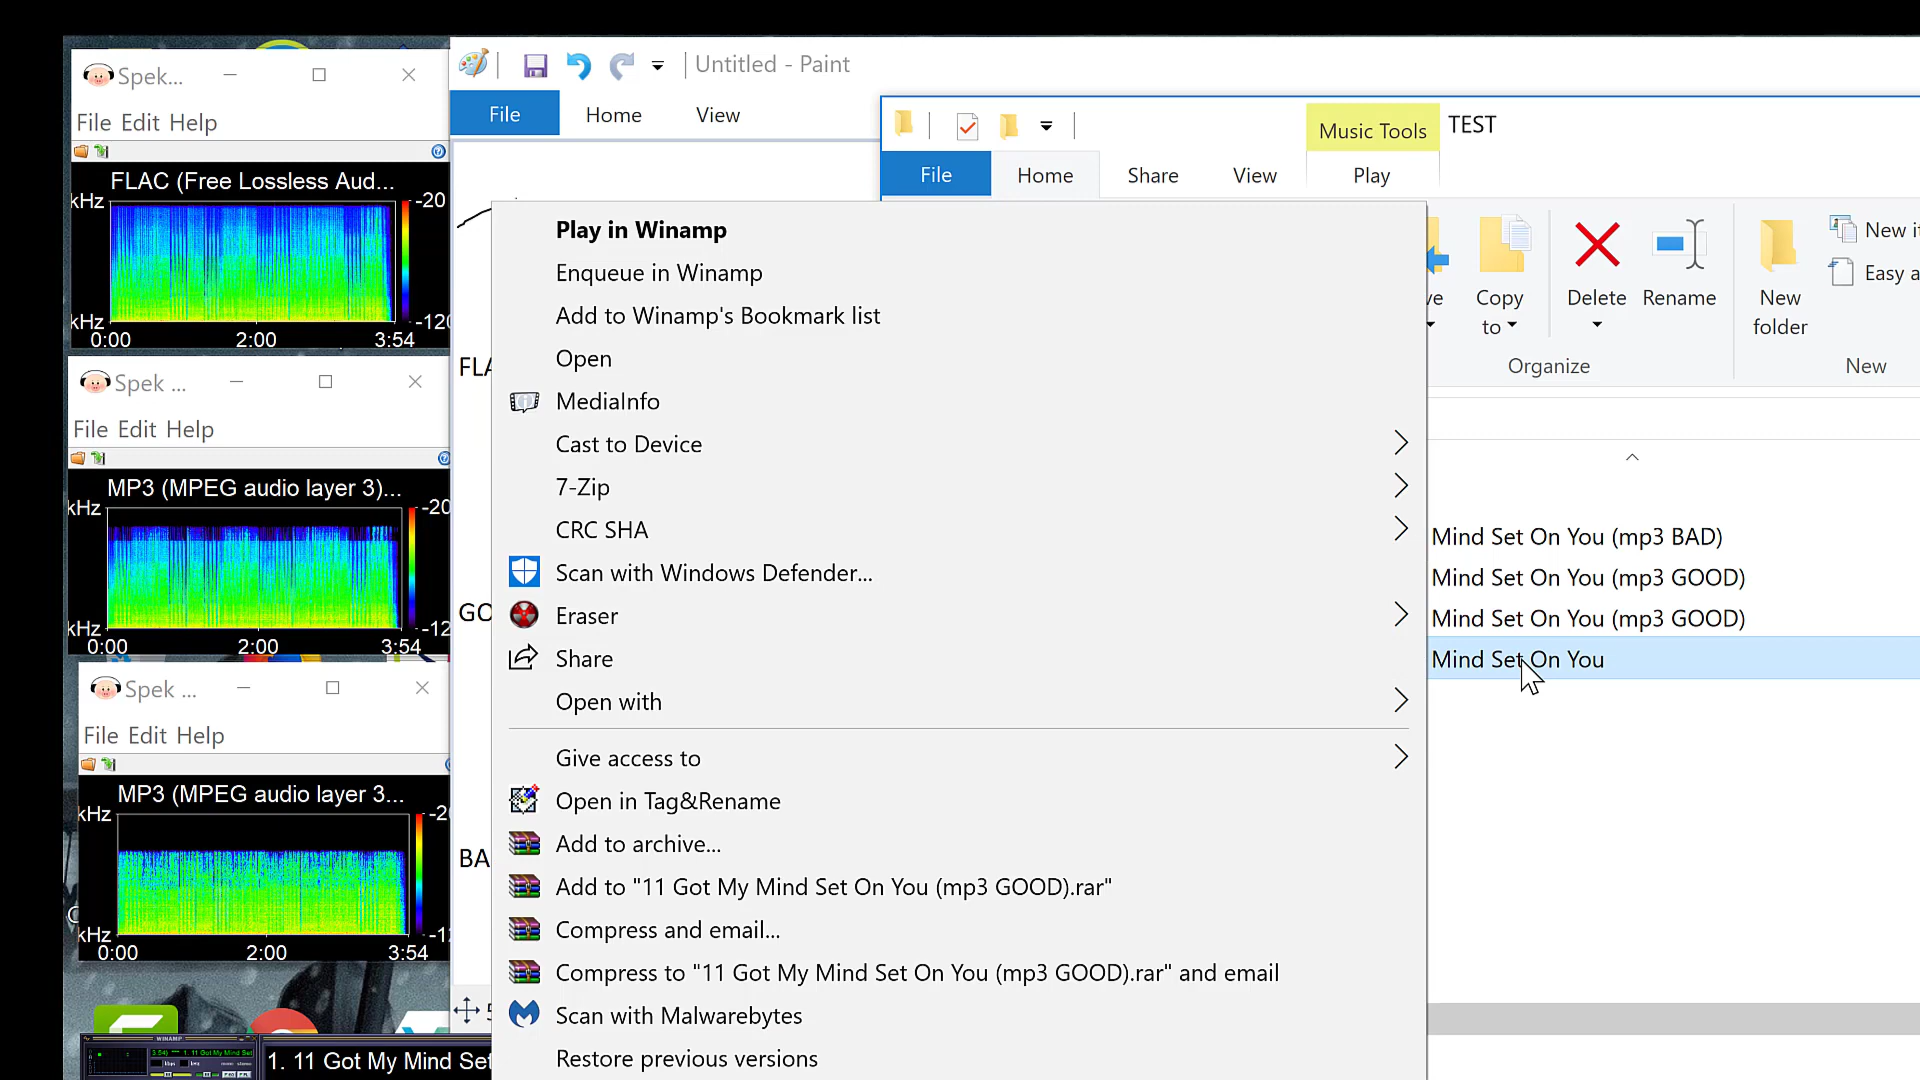 Spek...
File Edit Help
FLAC (Free Lossless Aud...
kHz
-20
kHz
-120
0:00
2:00
3:54
Spek ...
File Edit Help
MP3 (MPEG audio layer 3)...
kHz
-20
kHz
-12
0:00
2:00
3:54
Spek ...
File Edit Help
MP3 (MPEG audio layer 3...
kHz
-20
kHz
-12
0:00
2:00
3:54
WINAMP
1. 11 Got My Mind Set
Untitled - Paint
File
Home
View
FLA
GO
BA
Music Tools
TEST
File
Home
Share
View
Play
Copy
to
Delete
Rename
New
folder
New it
Easy a
Organize
New
Play in Winamp
Enqueue in Winamp
Add to Winamp's Bookmark list
Open
MediaInfo
Cast to Device
7-Zip
CRC SHA
Scan with Windows Defender...
Eraser
Share
Open with
Give access to
Open in Tag&Rename
Add to archive...
Add to "11 Got My Mind Set On You (mp3 GOOD).rar"
Compress and email...
Compress to "11 Got My Mind Set On You (mp3 GOOD).rar" and email
Scan with Malwarebytes
Restore previous versions
Mind Set On You (mp3 BAD)
Mind Set On You (mp3 GOOD)
Mind Set On You (mp3 GOOD)
Mind Set On You